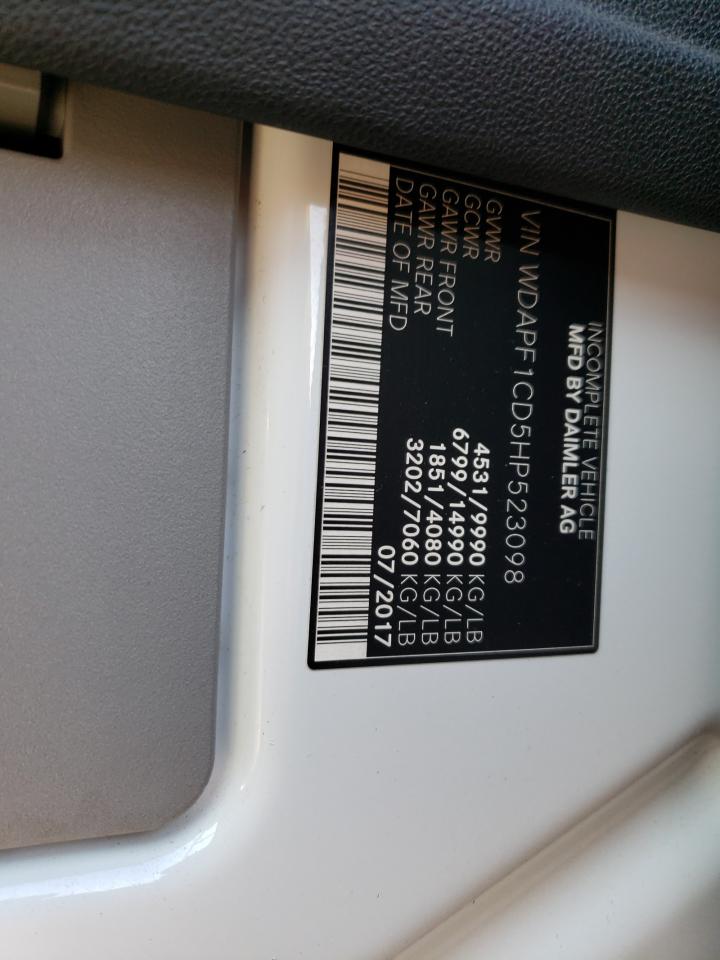 INCOMPLETE VEHICLE
MFD BY DAIMLER AG
VIN WDAPF1CD5HP523098
GVWR 4531/9990 KG/LB
GCWR 6799/14990 KG/LB
GAWR FRONT 1851/4080 KG/LB
GAWR REAR 3202/7060 KG/LB
DATE OF MFD 07/2017